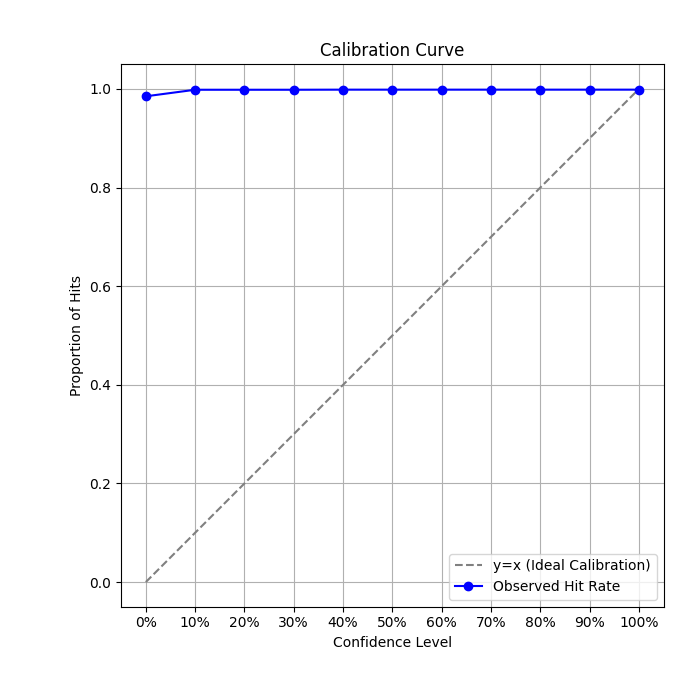 Calibration Curve
1.0
0.8
0.6
0.4
0.2
0.0
Proportion of Hits
y=x (Ideal Calibration)
Observed Hit Rate
0% 10% 20% 30% 40% 50% 60% 70% 80% 90% 100%
Confidence Level